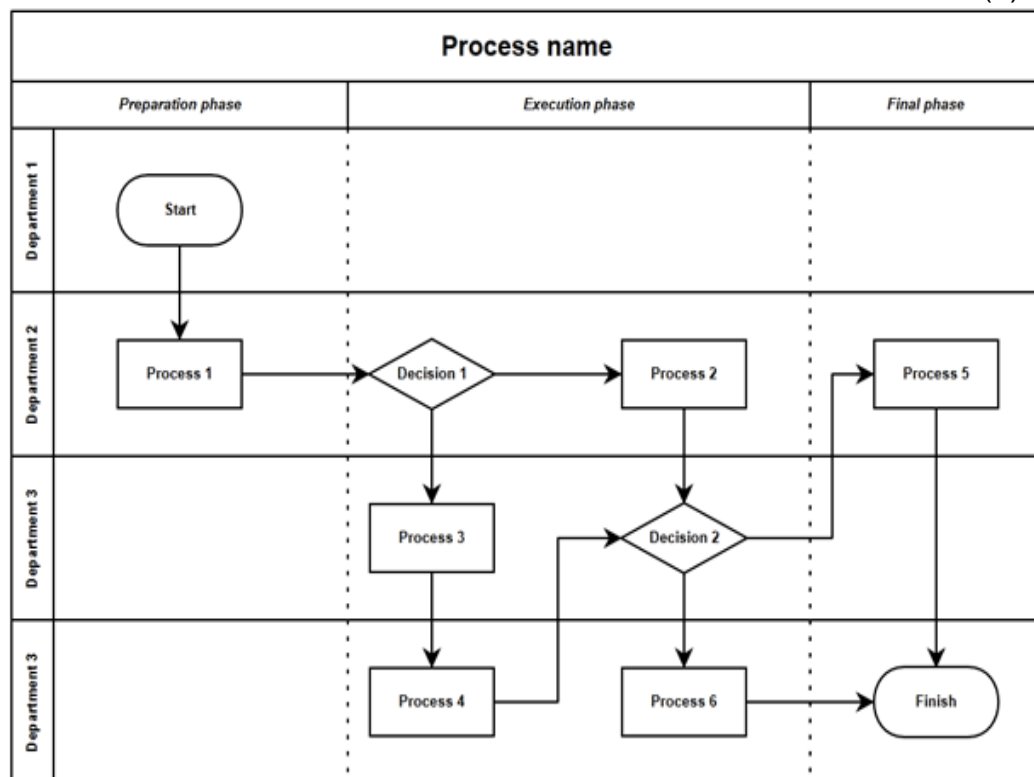 Process name
Preparation phase
Execution phase
Final phase
Department 1
Start
Department 2
Process 1
Decision 1
Process 2
Process 5
Department 3
Process 3
Decision 2
Department 3
Process 4
Process 6
Finish